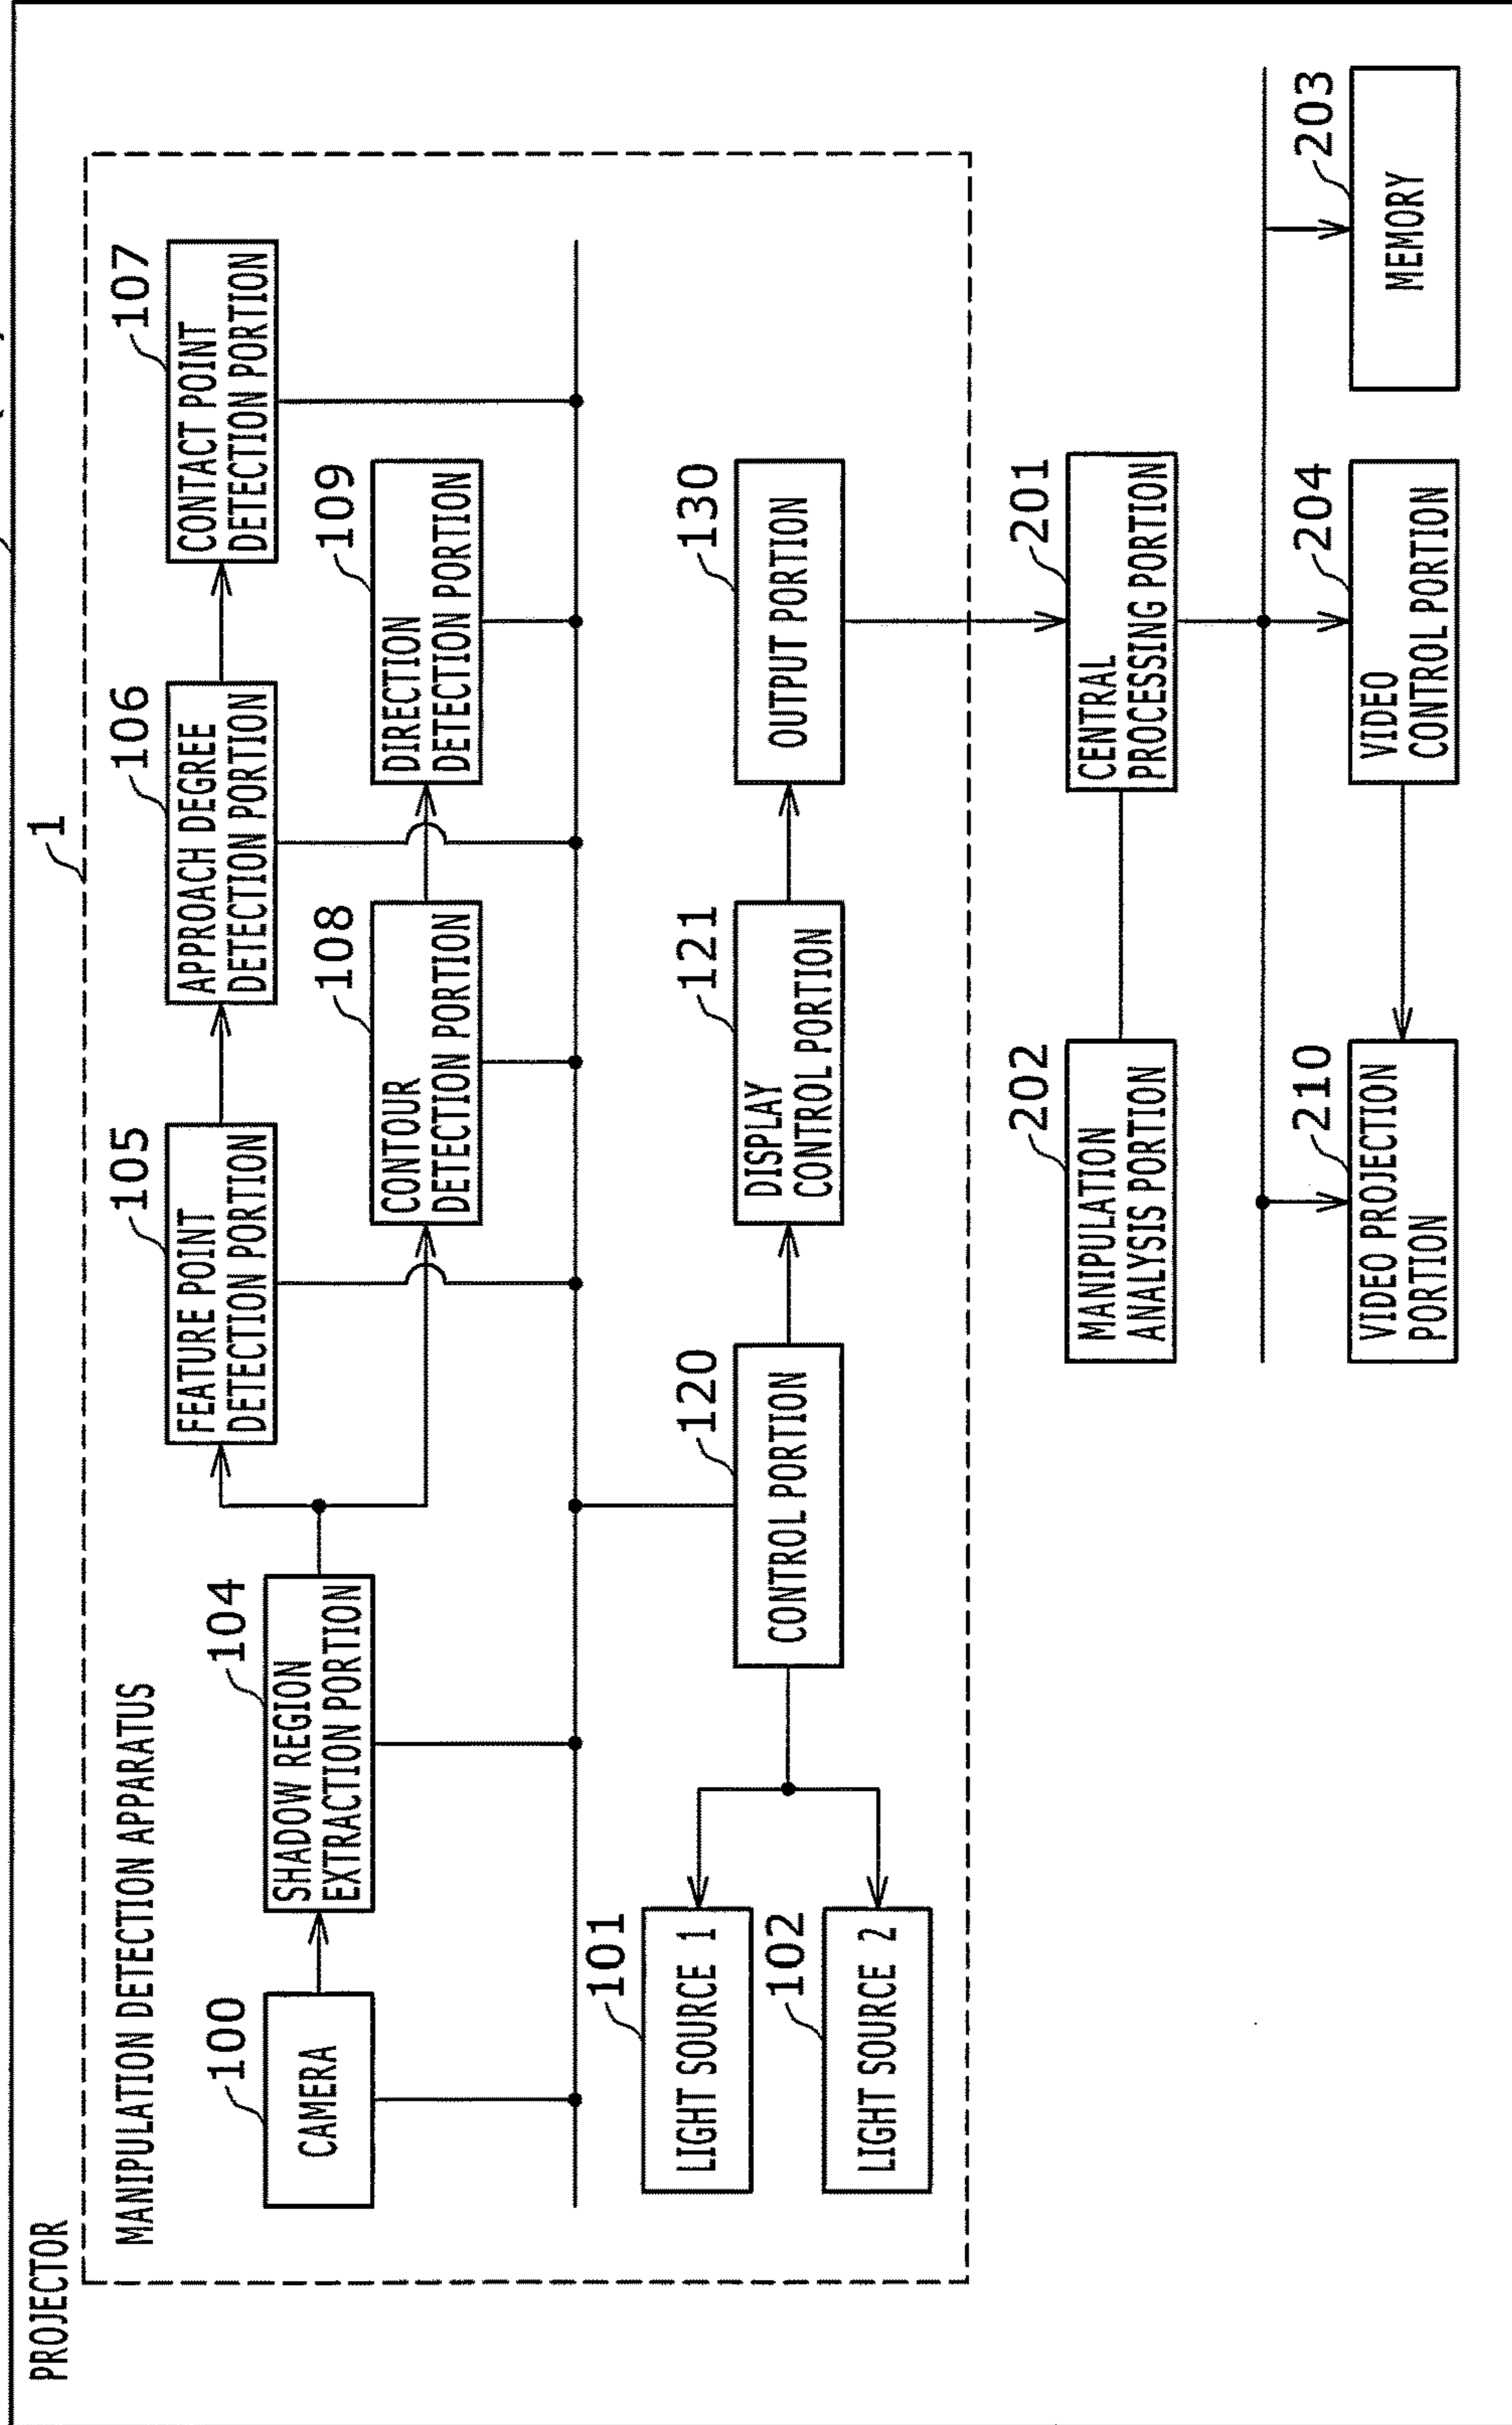 PROJECTOR
1
MANIPULATION DETECTION APPARATUS
100
CAMERA
104
SHADOW REGION
EXTRACTION PORTION
105
FEATURE POINT
DETECTION PORTION
106
APPROACH DEGREE
DETECTION PORTION
107
CONTACT POINT
DETECTION PORTION
108
CONTOUR
DETECTION PORTION
109
DIRECTION
DETECTION PORTION
101
LIGHT SOURCE 1
102
LIGHT SOURCE 2
120
CONTROL PORTION
121
DISPLAY
CONTROL PORTION
130
OUTPUT PORTION
202
MANIPULATION
ANALYSIS PORTION
201
CENTRAL
PROCESSING PORTION
210
VIDEO PROJECTION
PORTION
204
VIDEO
CONTROL PORTION
203
MEMORY